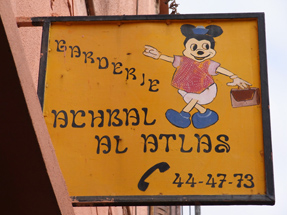 GARDERIE
ACHBAL
AL ATLAS
44-47-73